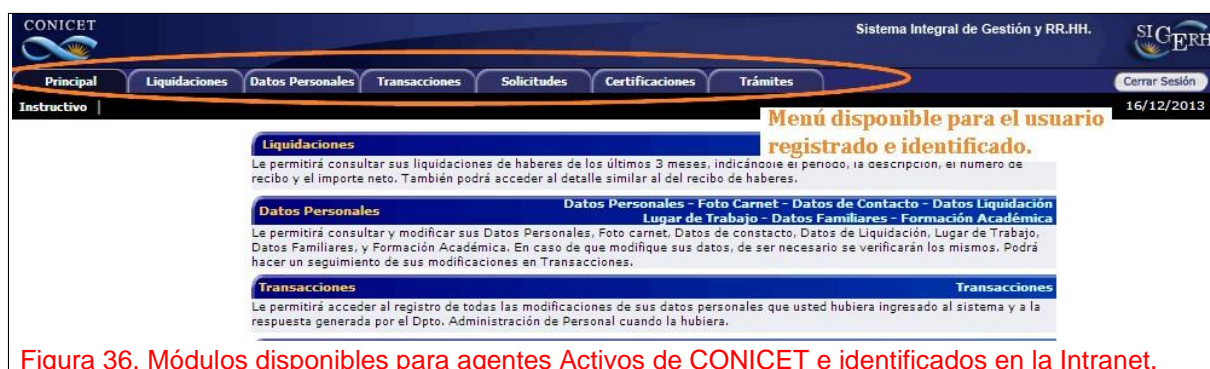 CONICET
Sistema Integral de Gestión y RR.HH.
SIGERH
Principal Liquidaciones Datos Personales Transacciones Solicitudes Certificaciones Trámites
Cerrar Sesión
Instructivo |
16/12/2013
Menú disponible para el usuario
registrado e identificado.
Liquidaciones
Le permitirá consultar sus liquidaciones de haberes de los últimos 3 meses, indicándole el período, la descripción, el número de
recibo y el importe neto. También podrá acceder al detalle similar al del recibo de haberes.
Datos Personales
Datos Personales - Foto Carnet - Datos de Contacto - Datos Liquidación
Lugar de Trabajo - Datos Familiares - Formación Académica
Le permitirá consultar y modificar sus Datos Personales, Foto carnet, Datos de constacto, Datos de Liquidación, Lugar de Trabajo,
Datos Familiares, y Formación Académica. En caso de que modifique sus datos, de ser necesario se verificarán los mismos. Podrá
hacer un seguimiento de sus modificaciones en Transacciones.
Transacciones
Transacciones
Le permitirá acceder al registro de todas las modificaciones de sus datos personales que usted hubiera ingresado al sistema y a la
respuesta generada por el Dpto. Administración de Personal cuando la hubiera.
Figura 36. Módulos disponibles para agentes Activos de CONICET e identificados en la Intranet.